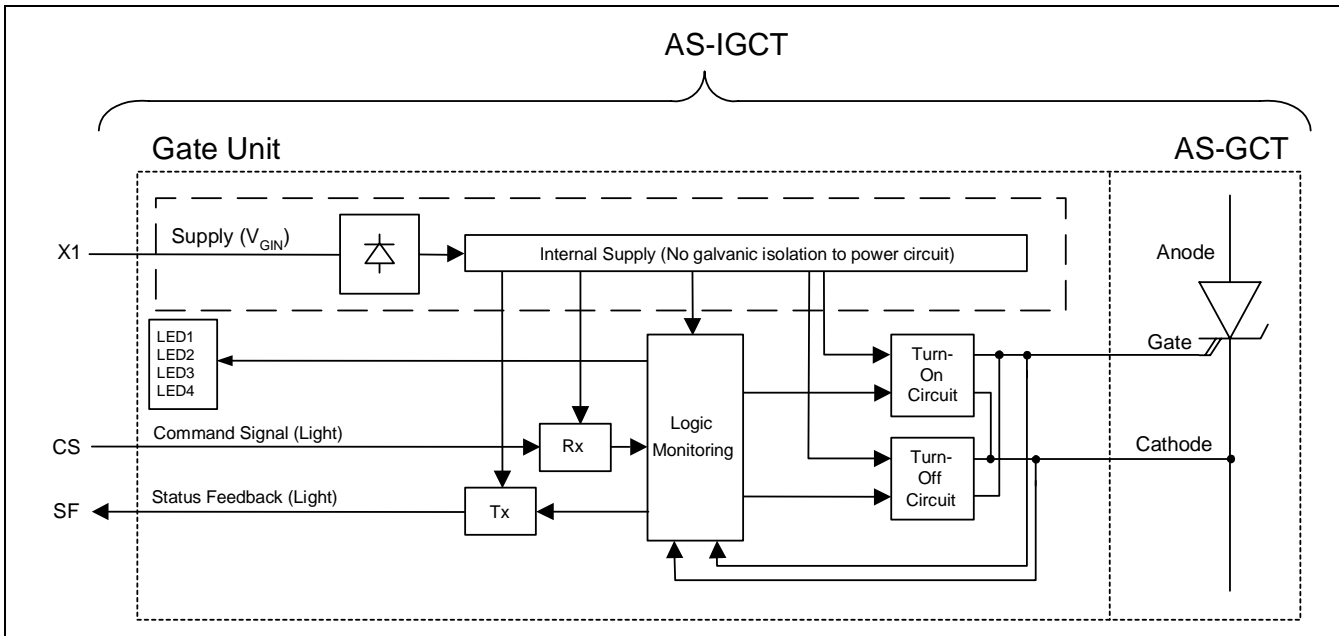 AS-IGCT
Gate Unit
AS-GCT
X1
Supply (VGIN)
Internal Supply (No galvanic isolation to power circuit)
Anode
LED1
LED2
LED3
LED4
Turn-
On
Circuit
Gate
CS
Command Signal (Light)
Rx
Logic
Monitoring
Turn-
Off
Circuit
Cathode
SF
Status Feedback (Light)
Tx